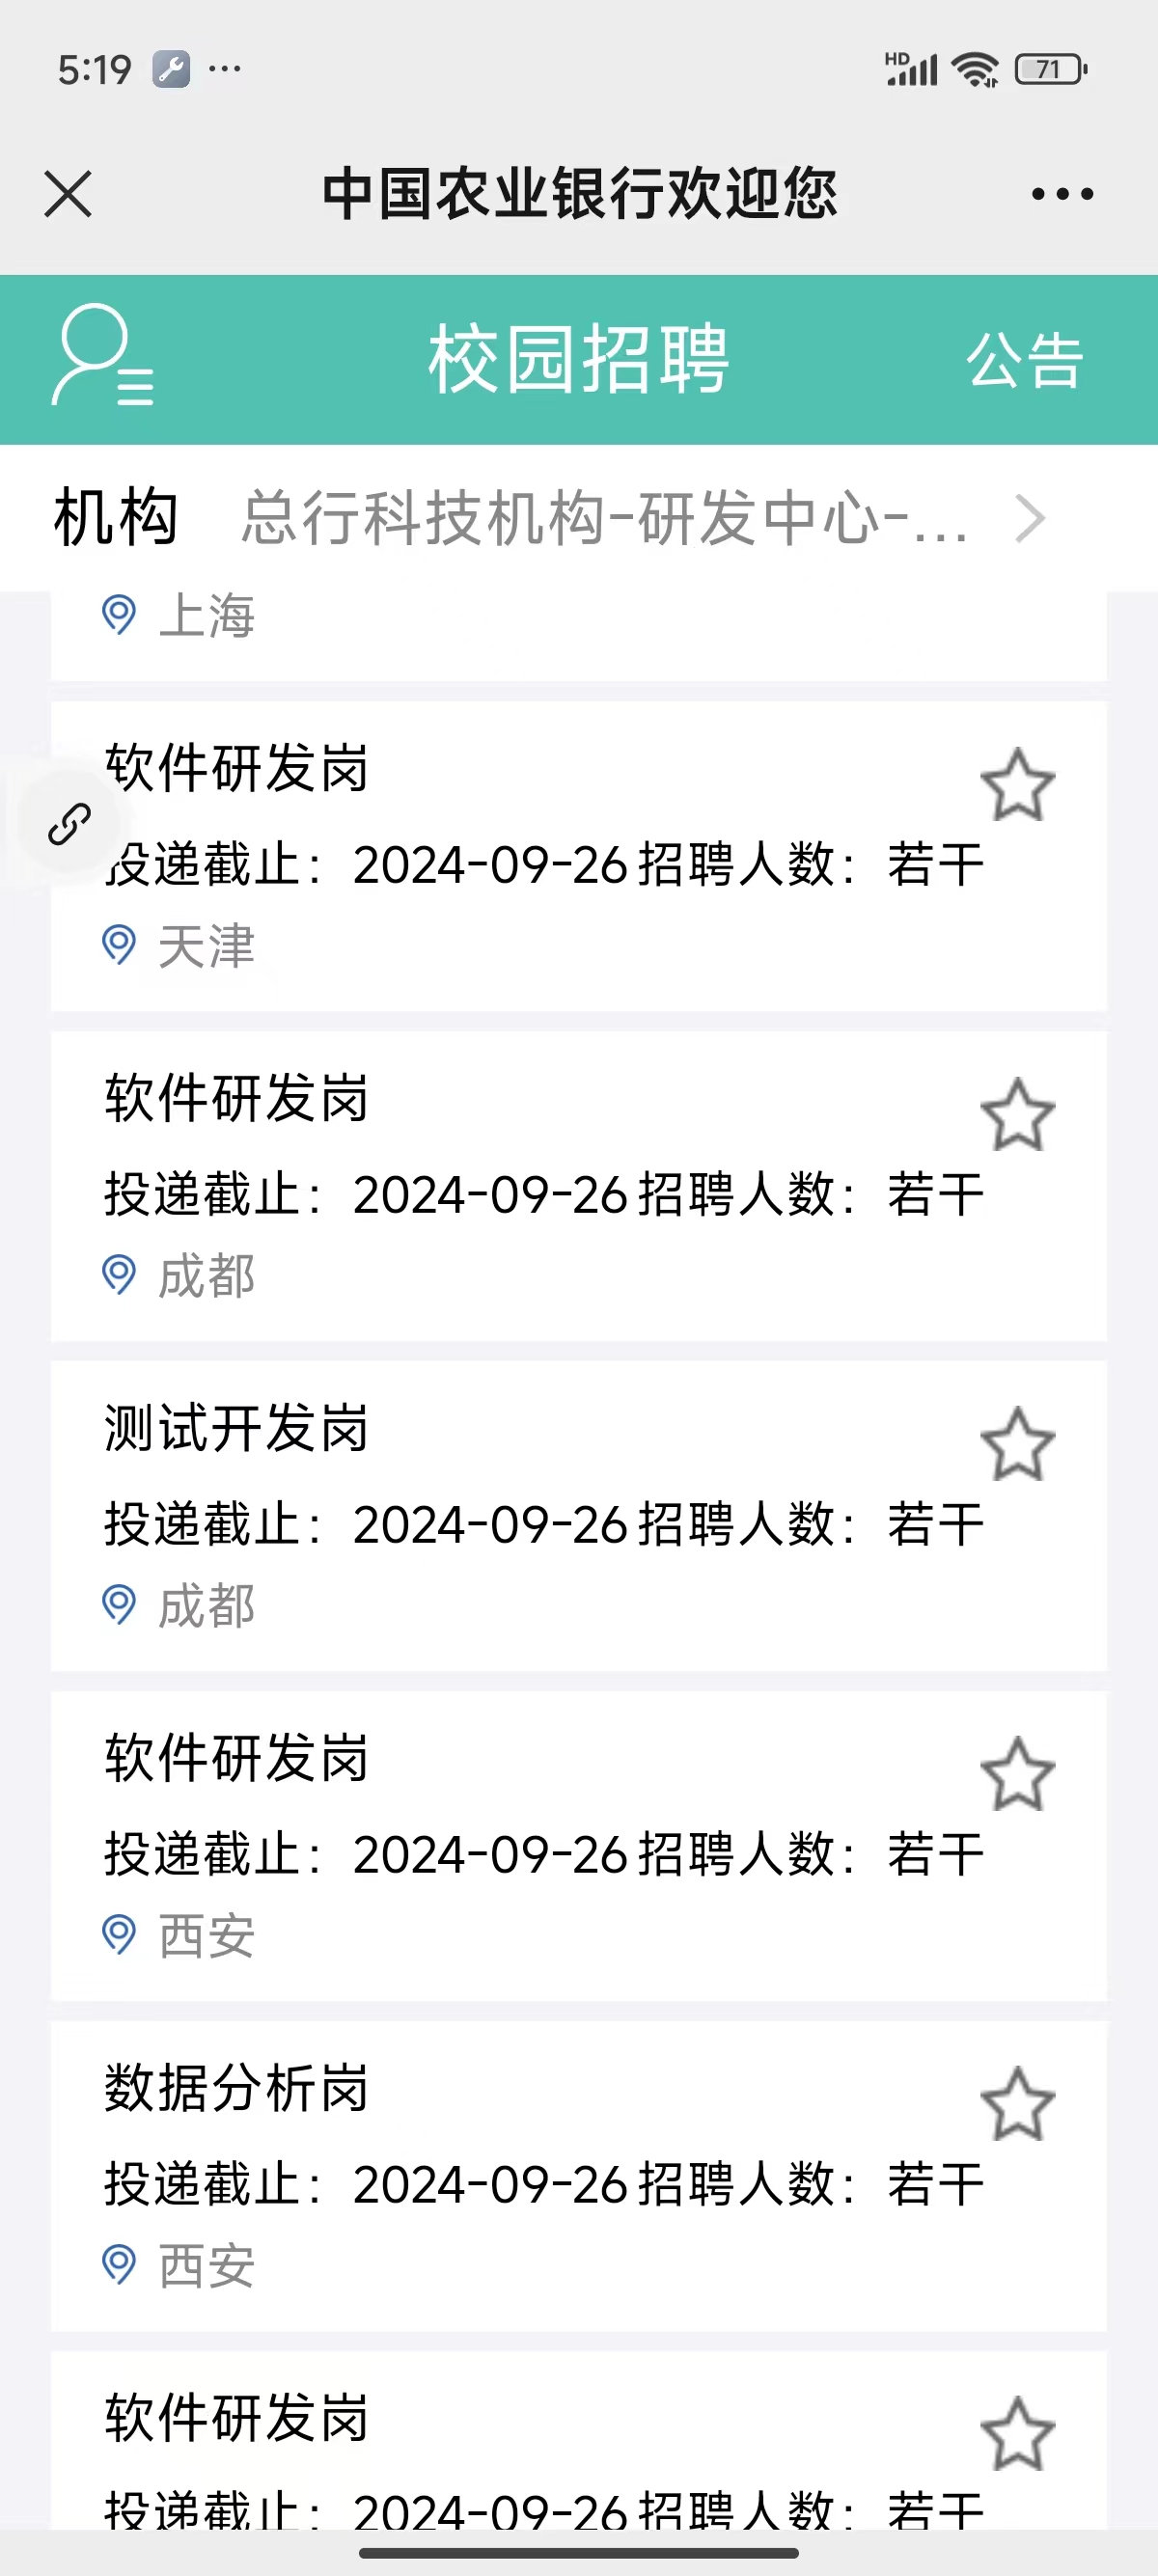 5:19 ... HD 71
中国农业银行欢迎您
校园招聘 公告
机构 总行科技机构-研发中心-...
上海
软件研发岗
投递截止：2024-09-26 招聘人数：若干
天津
软件研发岗
投递截止：2024-09-26 招聘人数：若干
成都
测试开发岗
投递截止：2024-09-26 招聘人数：若干
成都
软件研发岗
投递截止：2024-09-26 招聘人数：若干
西安
数据分析岗
投递截止：2024-09-26 招聘人数：若干
西安
软件研发岗
投递截止：2024-09-26 招聘人数：若干